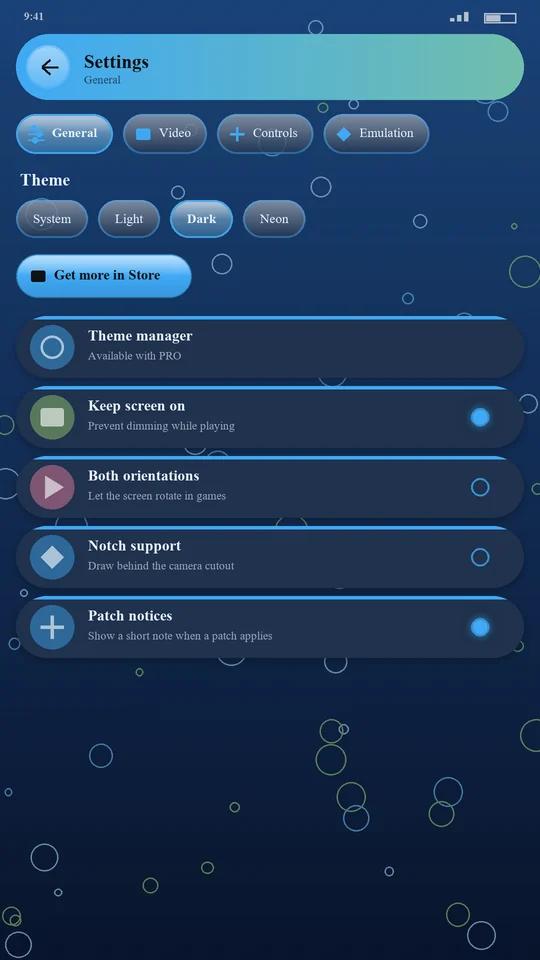 9:41
Settings
General
General
Video
Controls
Emulation
Theme
System
Light
Dark
Neon
Get more in Store
Theme manager
Available with PRO
Keep screen on
Prevent dimming while playing
Both orientations
Let the screen rotate in games
Notch support
Draw behind the camera cutout
Patch notices
Show a short note when a patch applies